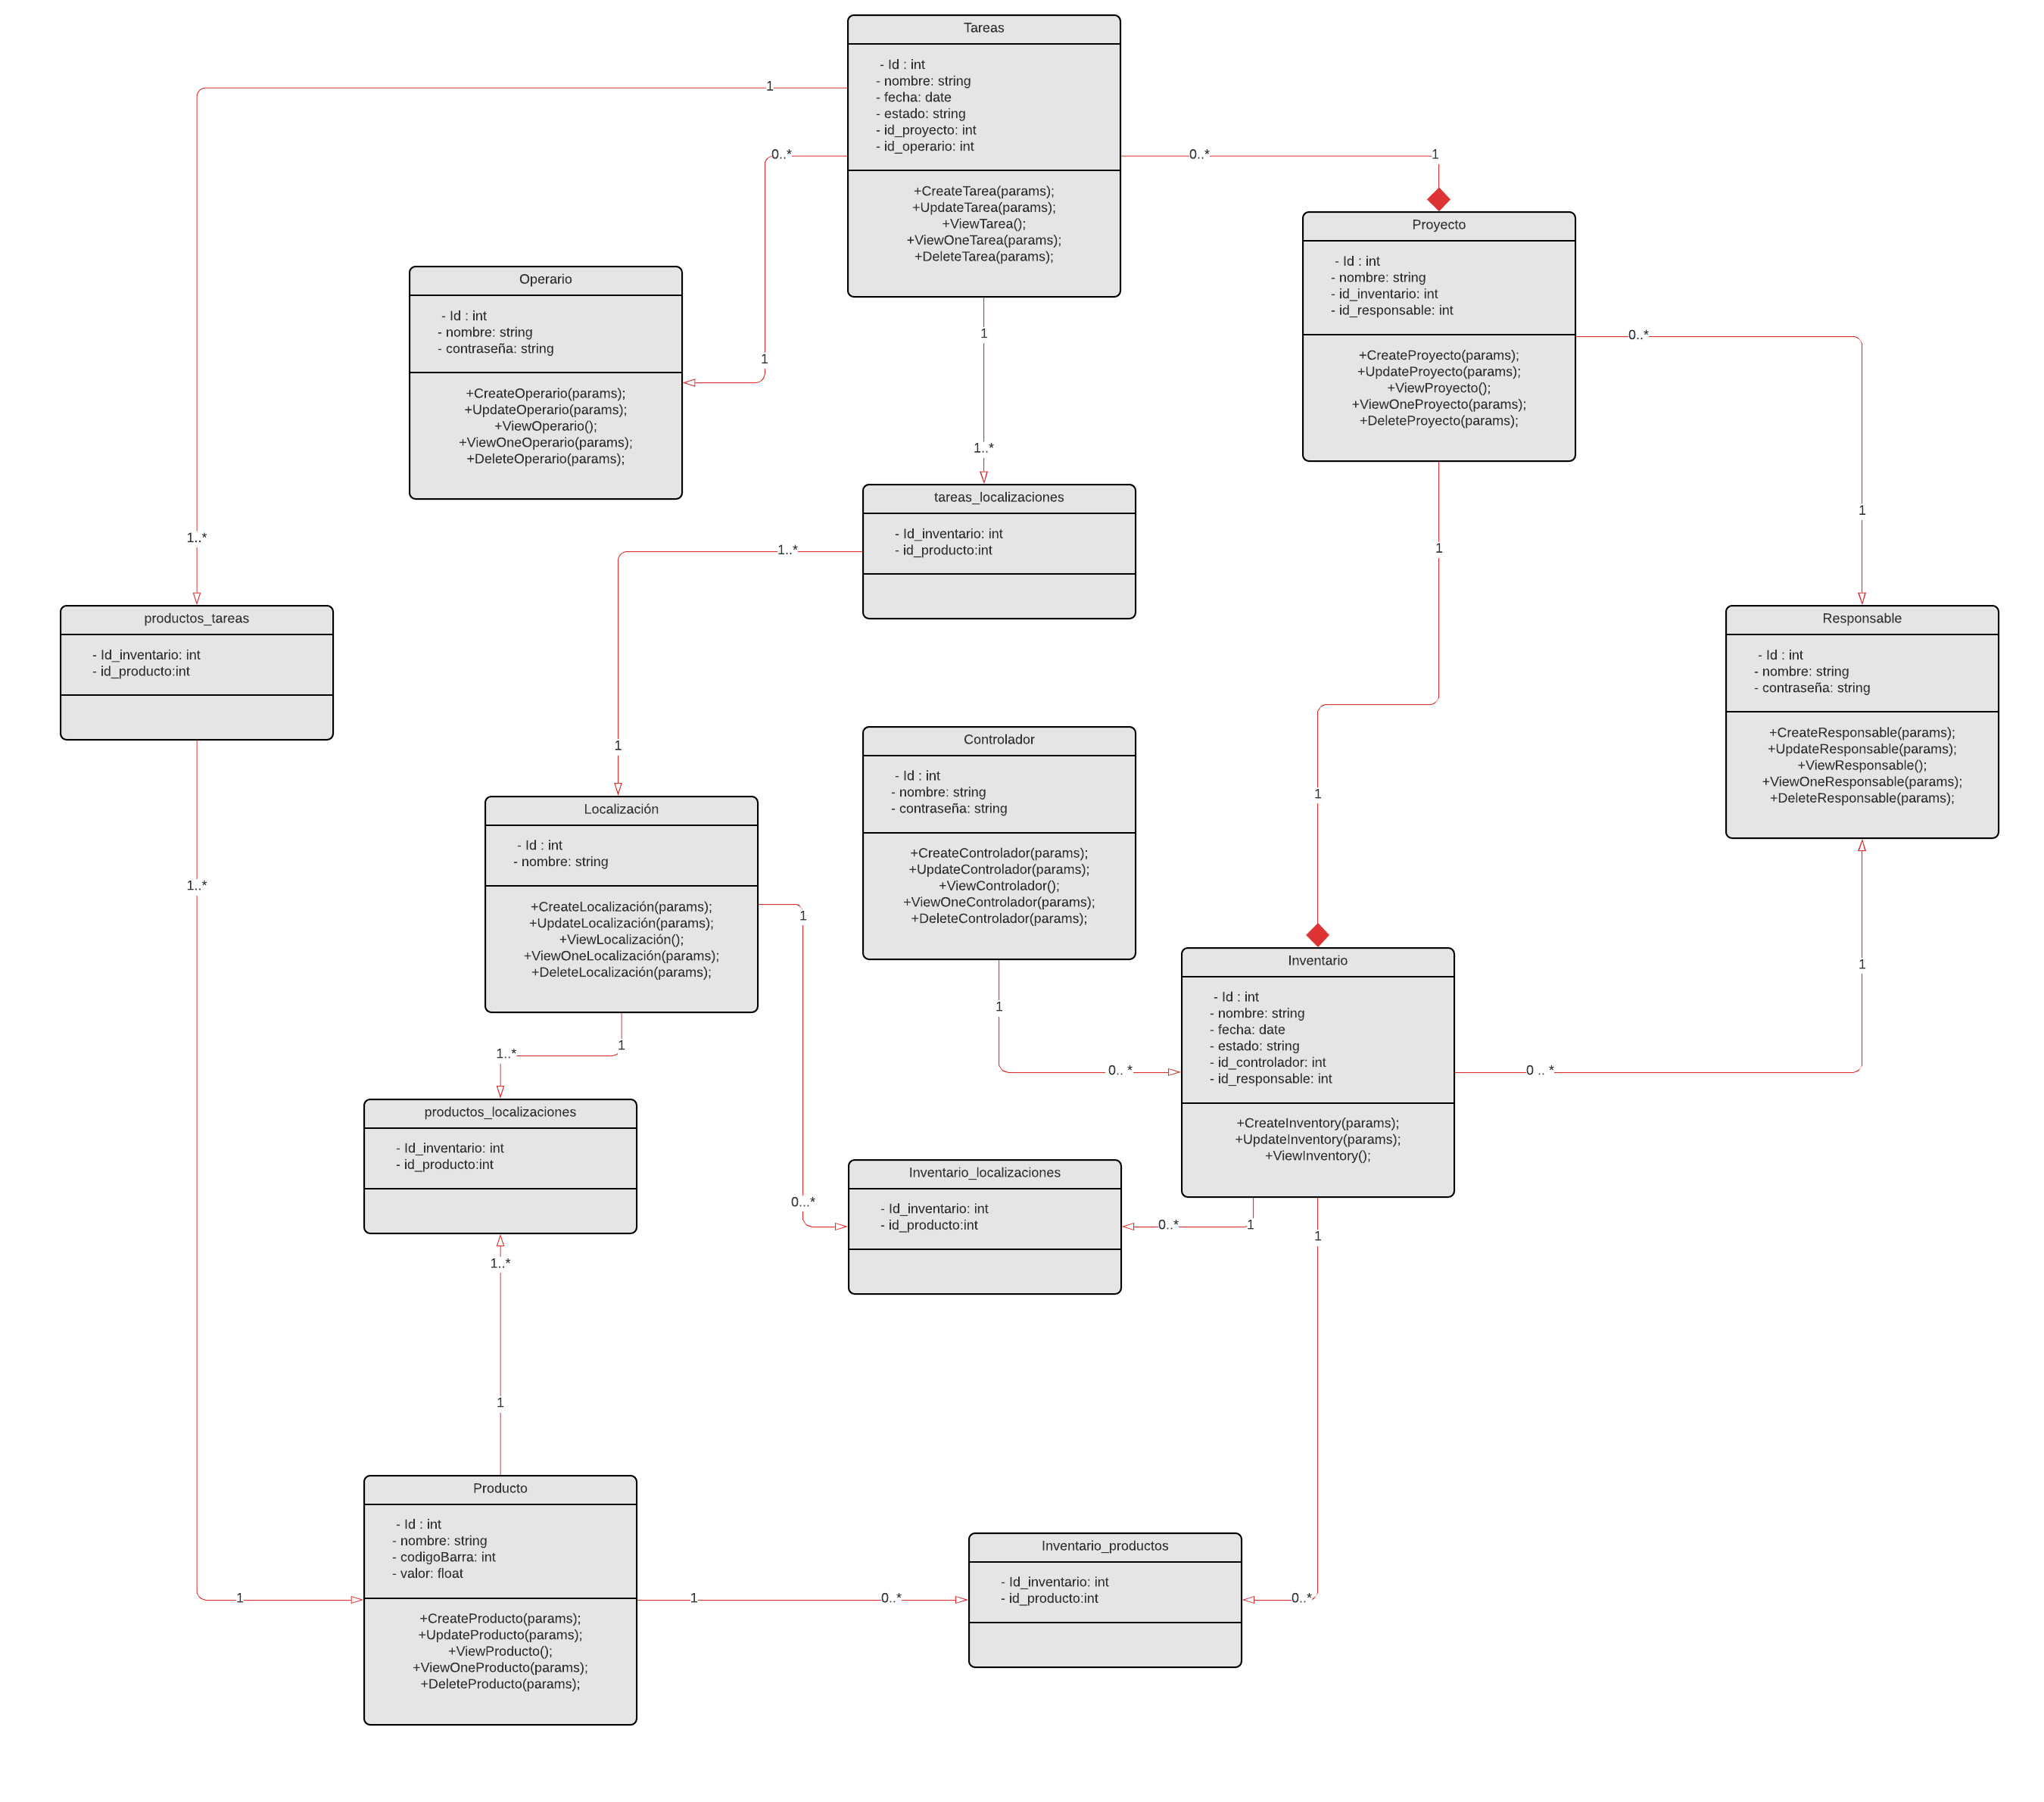 Tareas
- Id : int
- nombre: string
- fecha: date
- estado: string
- id_proyecto: int
- id_operario: int
+CreateTarea(params);
+UpdateTarea(params);
+ViewTarea();
+ViewOneTarea(params);
+DeleteTarea(params);
1
0..*
0..*
1
Proyecto
- Id : int
- nombre: string
- id_inventario: int
- id_responsable: int
+CreateProyecto(params);
+UpdateProyecto(params);
+ViewProyecto();
+ViewOneProyecto(params);
+DeleteProyecto(params);
Operario
- Id : int
- nombre: string
- contraseña: string
+CreateOperario(params);
+UpdateOperario(params);
+ViewOperario();
+ViewOneOperario(params);
+DeleteOperario(params);
1
1
0..*
1..*
tareas_localizaciones
- Id_inventario: int
- id_producto:int
1..*
1..*
1
1
productos_tareas
- Id_inventario: int
- id_producto:int
Responsable
- Id : int
- nombre: string
- contraseña: string
+CreateResponsable(params);
+UpdateResponsable(params);
+ViewResponsable();
+ViewOneResponsable(params);
+DeleteResponsable(params);
1
Controlador
- Id : int
- nombre: string
- contraseña: string
+CreateControlador(params);
+UpdateControlador(params);
+ViewControlador();
+ViewOneControlador(params);
+DeleteControlador(params);
1
Localización
- Id : int
- nombre: string
+CreateLocalización(params);
+UpdateLocalización(params);
+ViewLocalización();
+ViewOneLocalización(params);
+DeleteLocalización(params);
1..*
1
Inventario
- Id : int
- nombre: string
- fecha: date
- estado: string
- id_controlador: int
- id_responsable: int
+CreateInventory(params);
+UpdateInventory(params);
+ViewInventory();
1
1
0.. *
0 .. *
1
1..*
productos_localizaciones
- Id_inventario: int
- id_producto:int
0...*
Inventario_localizaciones
- Id_inventario: int
- id_producto:int
0..*
1
1
1..*
1
Producto
- Id : int
- nombre: string
- codigoBarra: int
- valor: float
+CreateProducto(params);
+UpdateProducto(params);
+ViewProducto();
+ViewOneProducto(params);
+DeleteProducto(params);
1
1
0..*
Inventario_productos
- Id_inventario: int
- id_producto:int
0..*